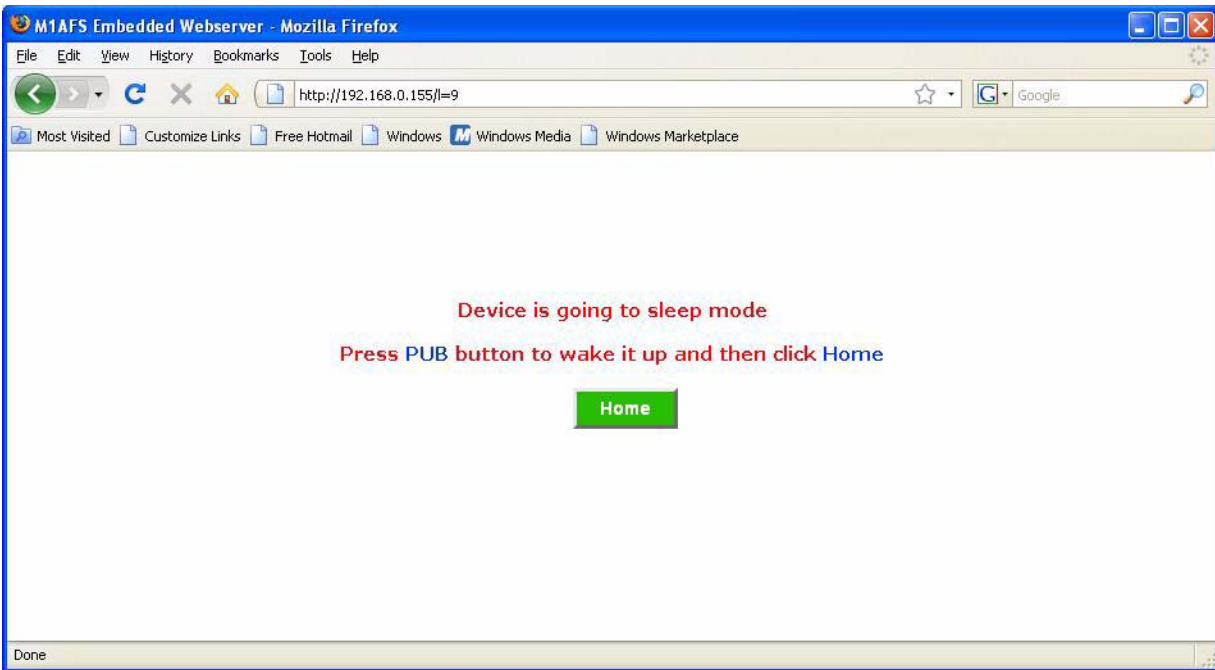 M1AFS Embedded Webserver - Mozilla Firefox
File Edit View History Bookmarks Tools Help
http://192.168.0.155/l=9
G Google
Most Visited Customize Links Free Hotmail Windows Windows Media Windows Marketplace
Device is going to sleep mode
Press PUB button to wake it up and then click Home
Home
Done